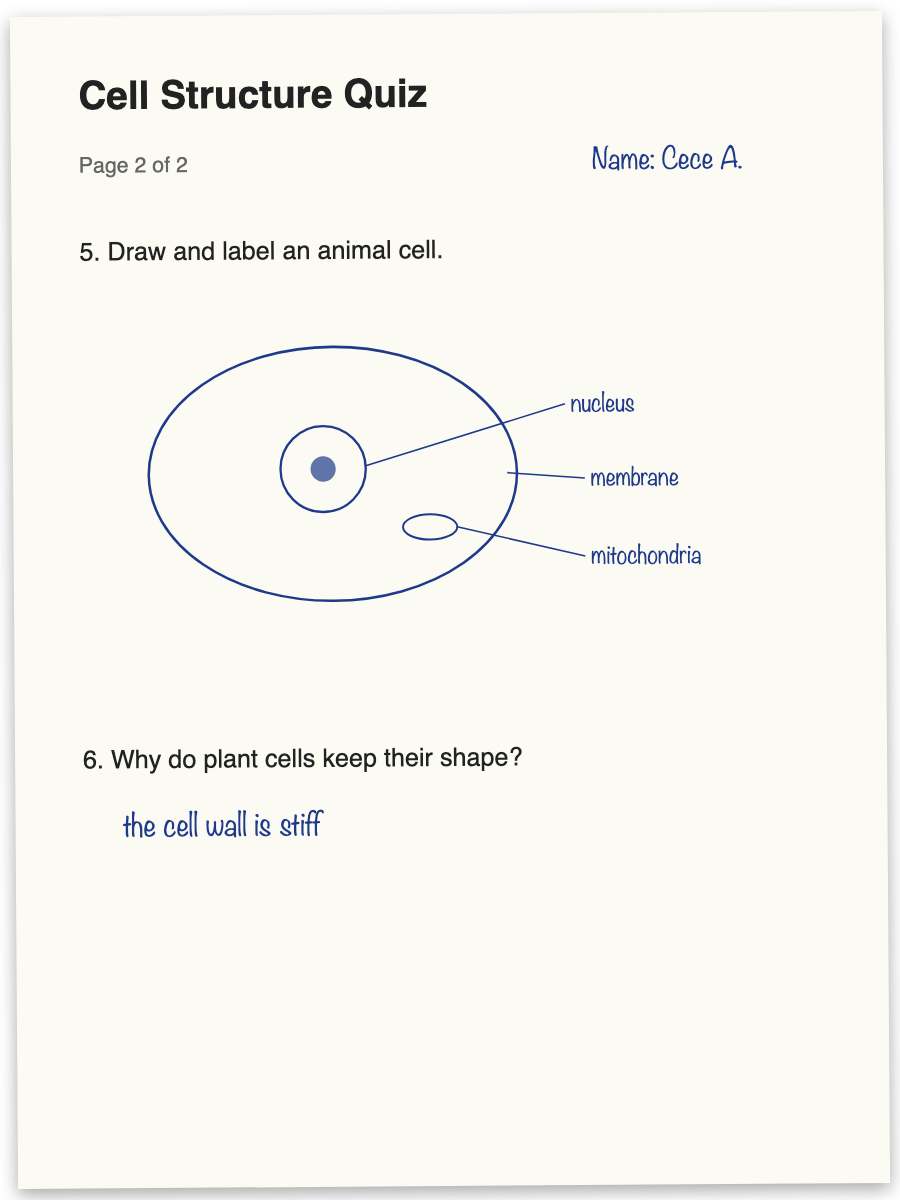 Cell Structure Quiz
Page 2 of 2
Name: Cece A.
5. Draw and label an animal cell.
nucleus
membrane
mitochondria
6. Why do plant cells keep their shape?
the cell wall is stiff